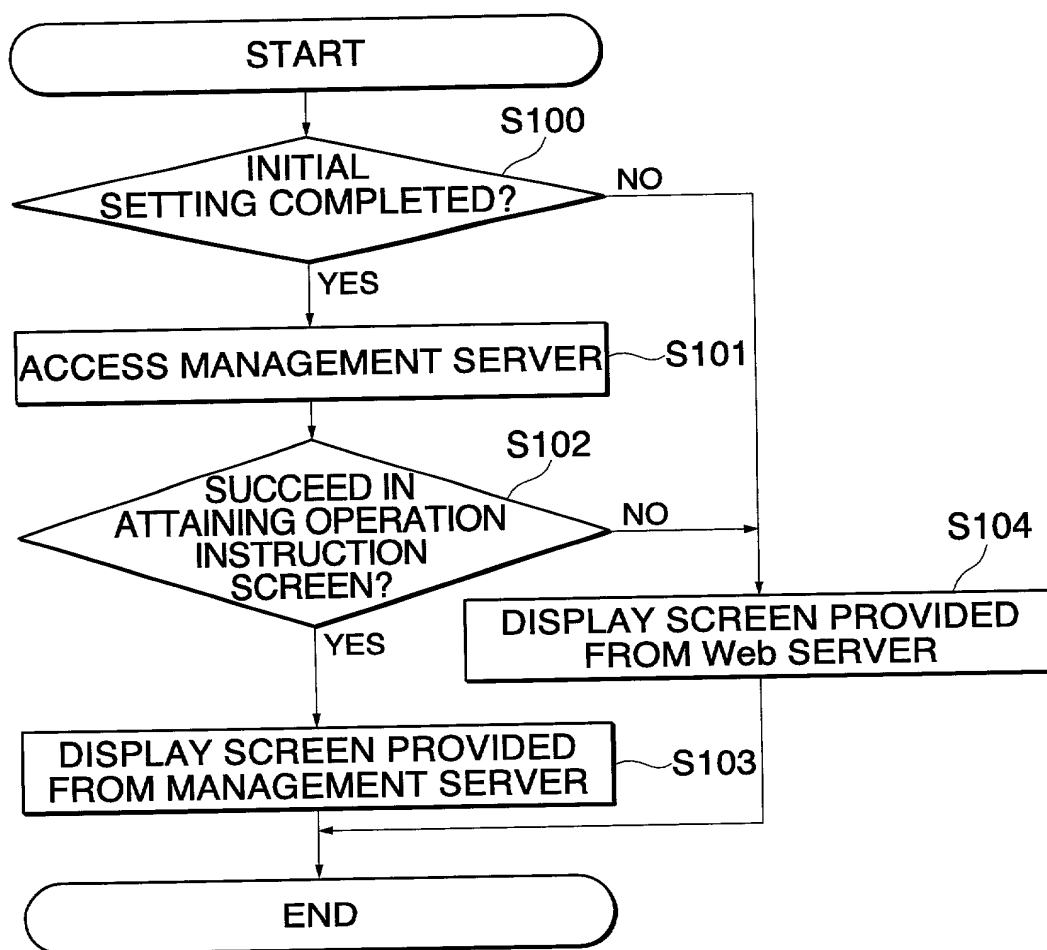 START
S100
INITIAL
SETTING COMPLETED?
NO
YES
ACCESS MANAGEMENT SERVER
S101
S102
SUCCEED IN
ATTAINING OPERATION
INSTRUCTION
SCREEN?
NO
YES
S104
DISPLAY SCREEN PROVIDED
FROM Web SERVER
DISPLAY SCREEN PROVIDED
FROM MANAGEMENT SERVER
S103
END